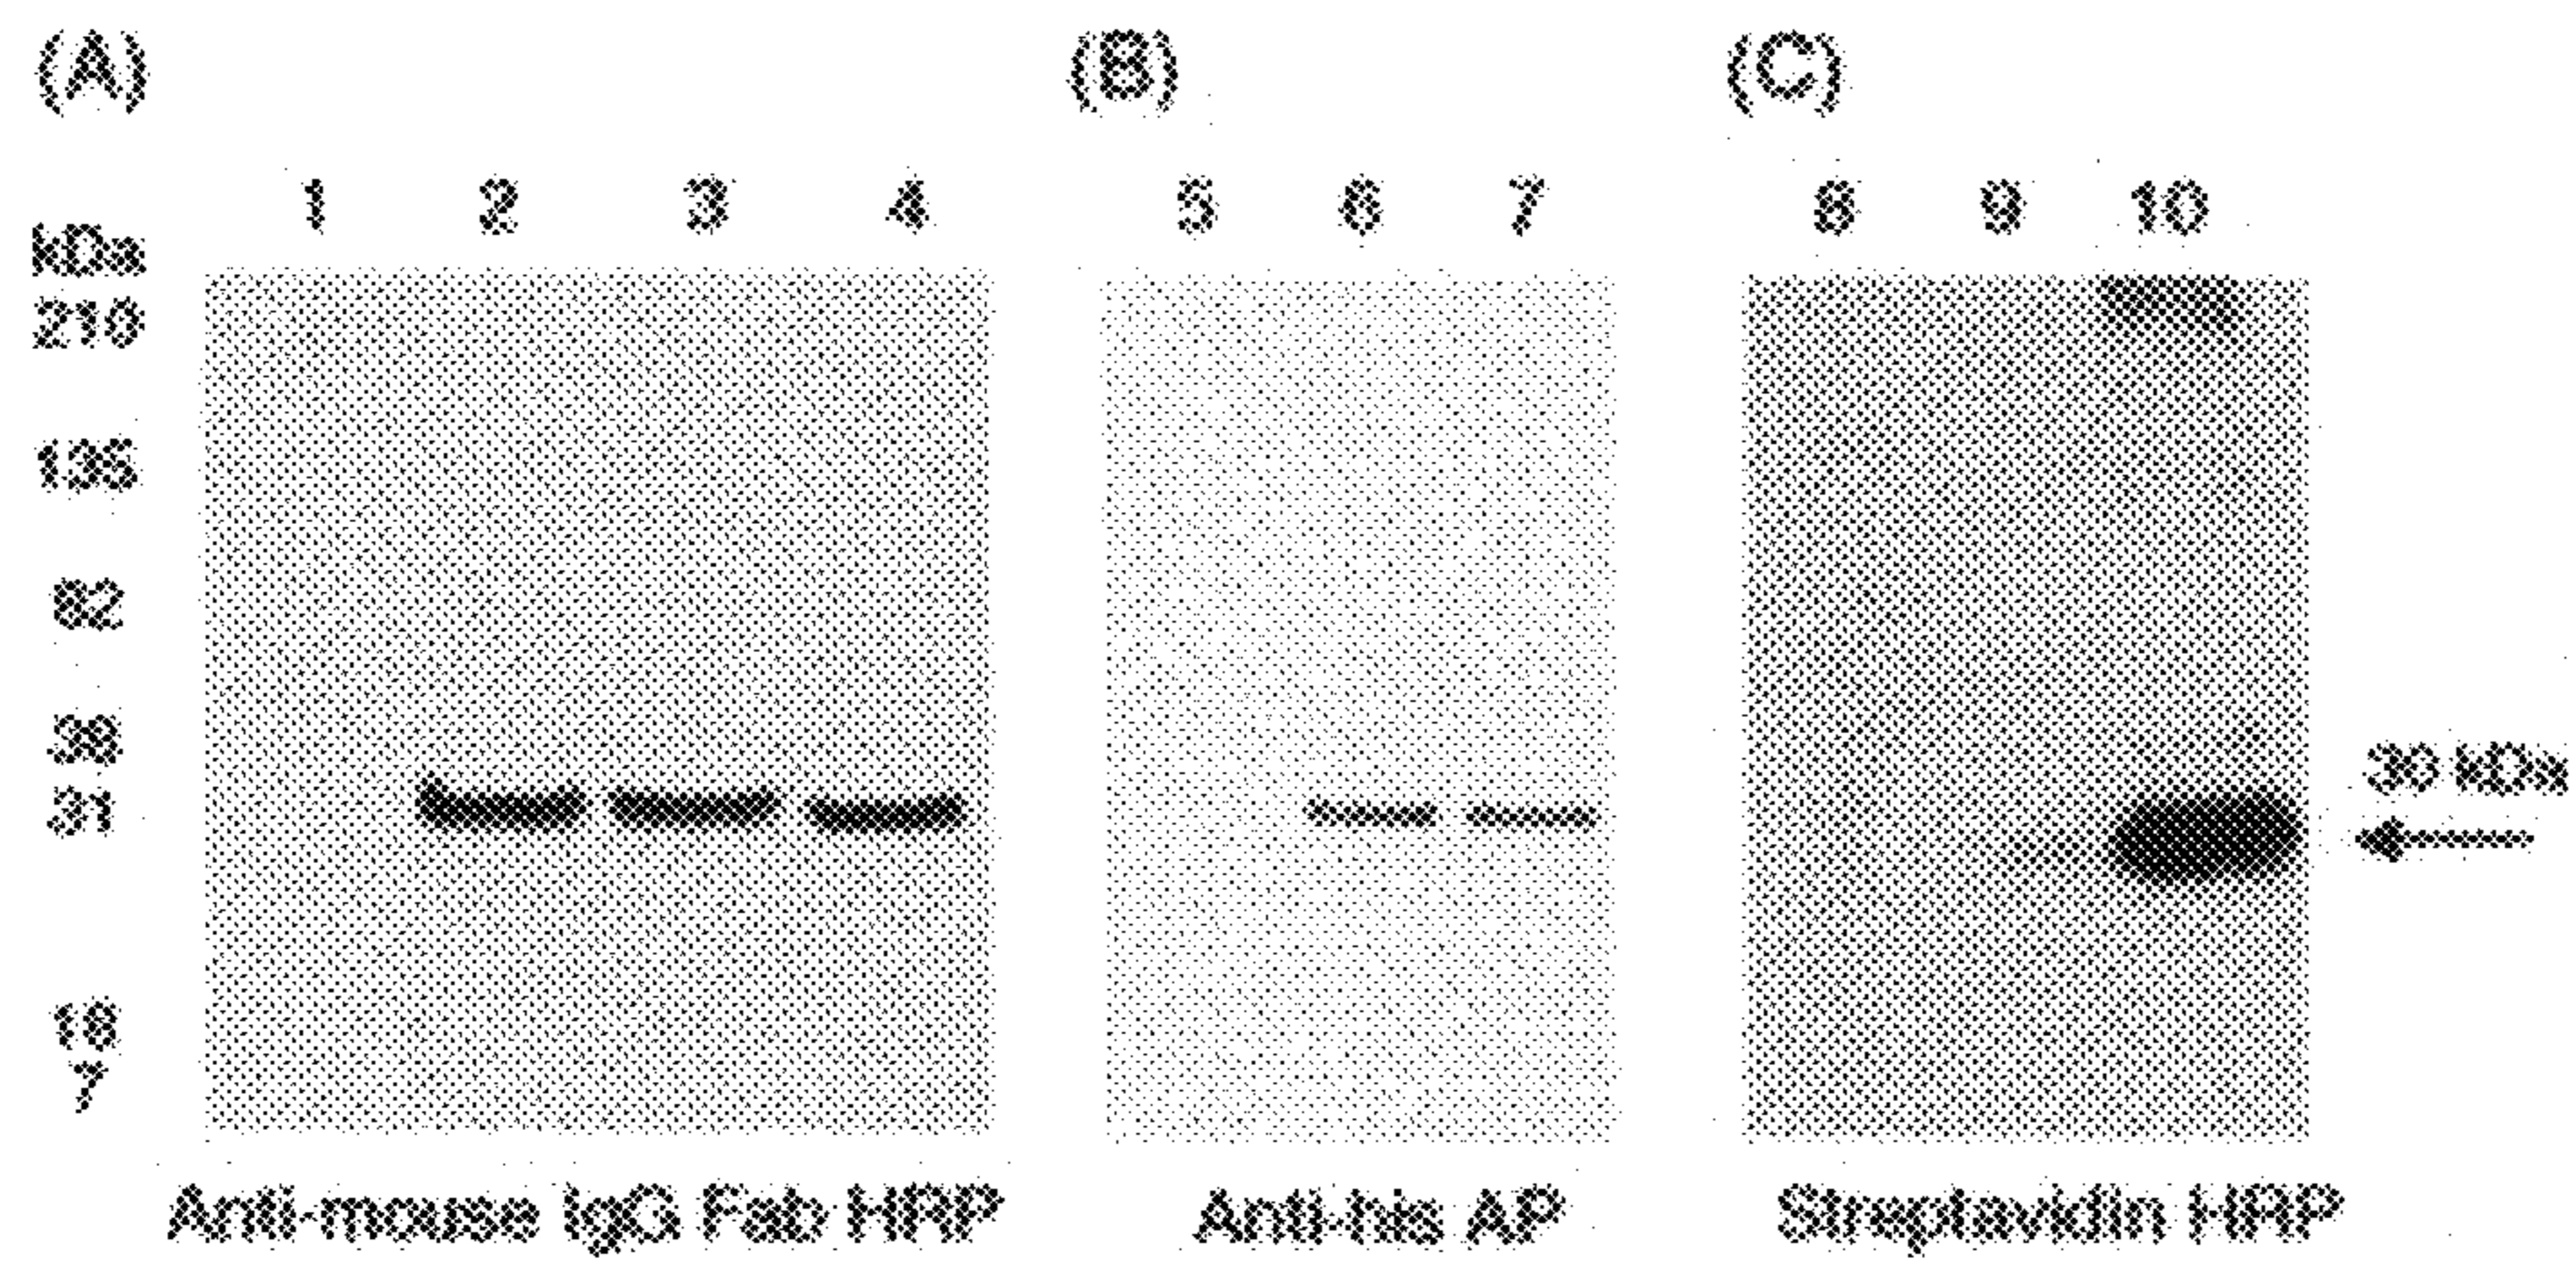 (A) (B) (C)
1 2 3 4 5 6 7 8 9 10
kDa
210
135
82
38
31
30 kDa
18
7
Anti-mouse IgG Fab HRP Anti-his AP Streptavidin HRP